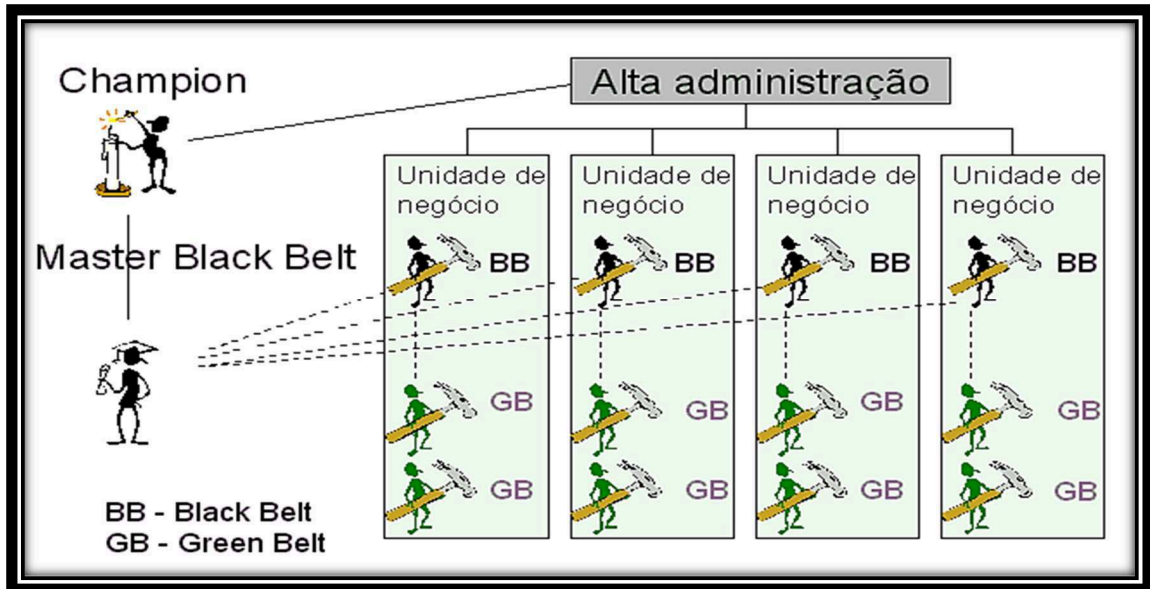 Champion
Alta administração
Unidade de
negócio
Unidade de
negócio
Unidade de
negócio
Unidade de
negócio
Master Black Belt
BB
BB
BB
BB
GB
GB
GB
GB
GB
GB
GB
GB
BB - Black Belt
GB - Green Belt